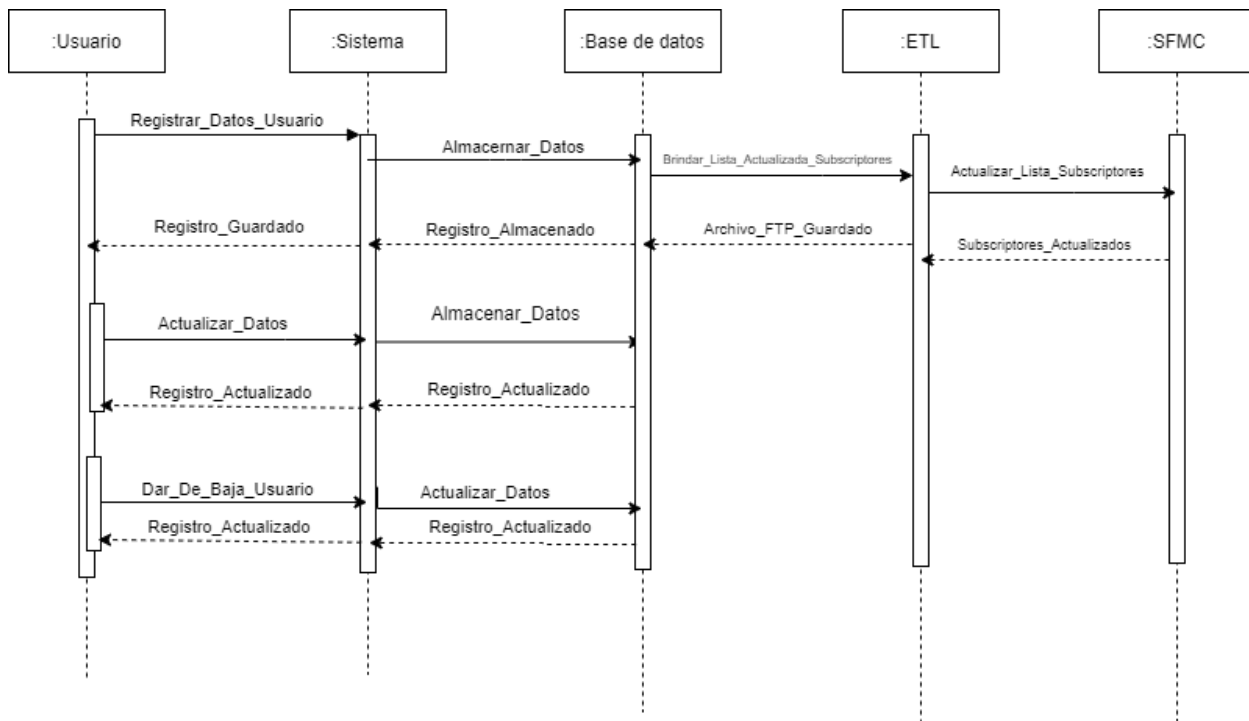 :Usuario
:Sistema
:Base de datos
:ETL
:SFMC
Registrar_Datos_Usuario
Almacernar_Datos
Brindar_Lista_Actualizada_Subscriptores
Actualizar_Lista_Subscriptores
Registro_Guardado
Registro_Almacenado
Archivo_FTP_Guardado
Subscriptores_Actualizados
Actualizar_Datos
Almacenar_Datos
Registro_Actualizado
Registro_Actualizado
Dar_De_Baja_Usuario
Actualizar_Datos
Registro_Actualizado
Registro_Actualizado